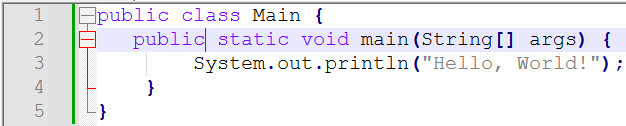 1 public class Main {
2 public static void main(String[] args) {
3 System.out.println("Hello, World!");
4 }
5 }